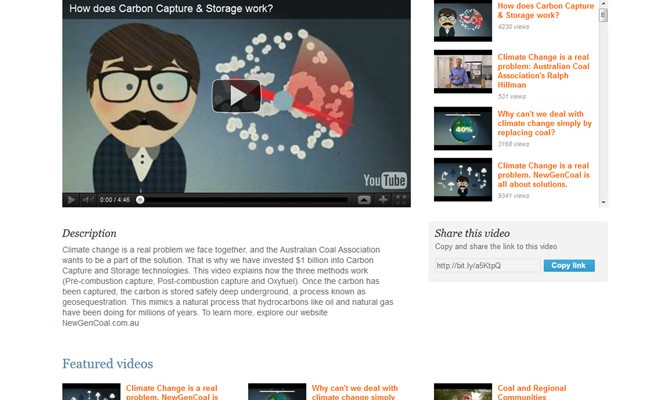 How does Carbon Capture & Storage work?
YouTube
0:00 / 4:46
How does Carbon Capture
& Storage work?
4230 views
Climate Change is a real
problem: Australian Coal
Association's Ralph
Hillman
531 views
40%
Why can't we deal with
climate change simply by
replacing coal?
3168 views
Climate Change is a real
problem. NewGenCoal is
all about solutions.
9341 views
Description
Climate change is a real problem we face together, and the Australian Coal Association
wants to be a part of the solution. That is why we have invested $1 billion into Carbon
Capture and Storage technologies. This video explains how the three methods work
(Pre-combustion capture, Post-combustion capture and Oxyfuel). Once the carbon has
been captured, the carbon is stored safely deep underground, a process known as
geosequestration. This mimics a natural process that hydrocarbons like oil and natural gas
have been doing for millions of years. To learn more, explore our website
NewGenCoal.com.au
Share this video
Copy and share the link to this video
http://bit.ly/a5KtpQ
Copy link
Featured videos
Climate Change is a real
problem. NewGenCoal is
Why can't we deal with
climate change simply by
Coal and Regional
Communities